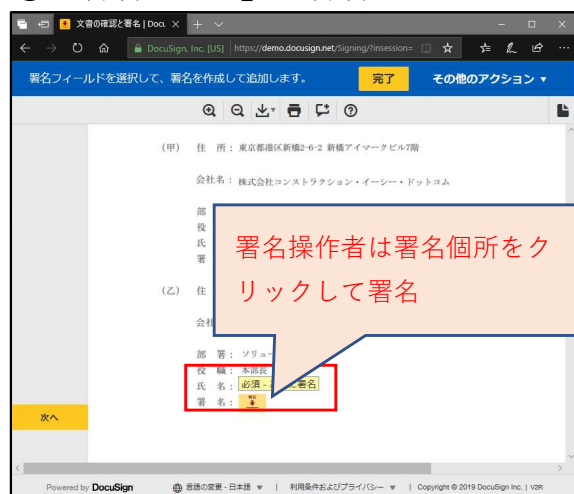 文書の確認と署名 | Docu
DocuSign, Inc. [US] https://demo.docusign.net/Signing/?insession=
署名フィールドを選択して、署名を作成して追加します。 完了 その他のアクション ▼
(甲) 住 所： 東京都港区新橋2-6-2 新橋アイマークビル7階
会社名： 株式会社コンストラクション・イーシー・ドットコム
部
役
氏
署
署名操作者は署名個所をク
リックして署名
(乙) 住
会社
部 署： ソリュー
役 職： 本部長
氏 名： 必須 - に署名
署 名： 署名
次へ
Powered by DocuSign 言語の変更 - 日本語 ▼ | 利用条件およびプライバシー ▼ | Copyright © 2019 DocuSign Inc. | V2R